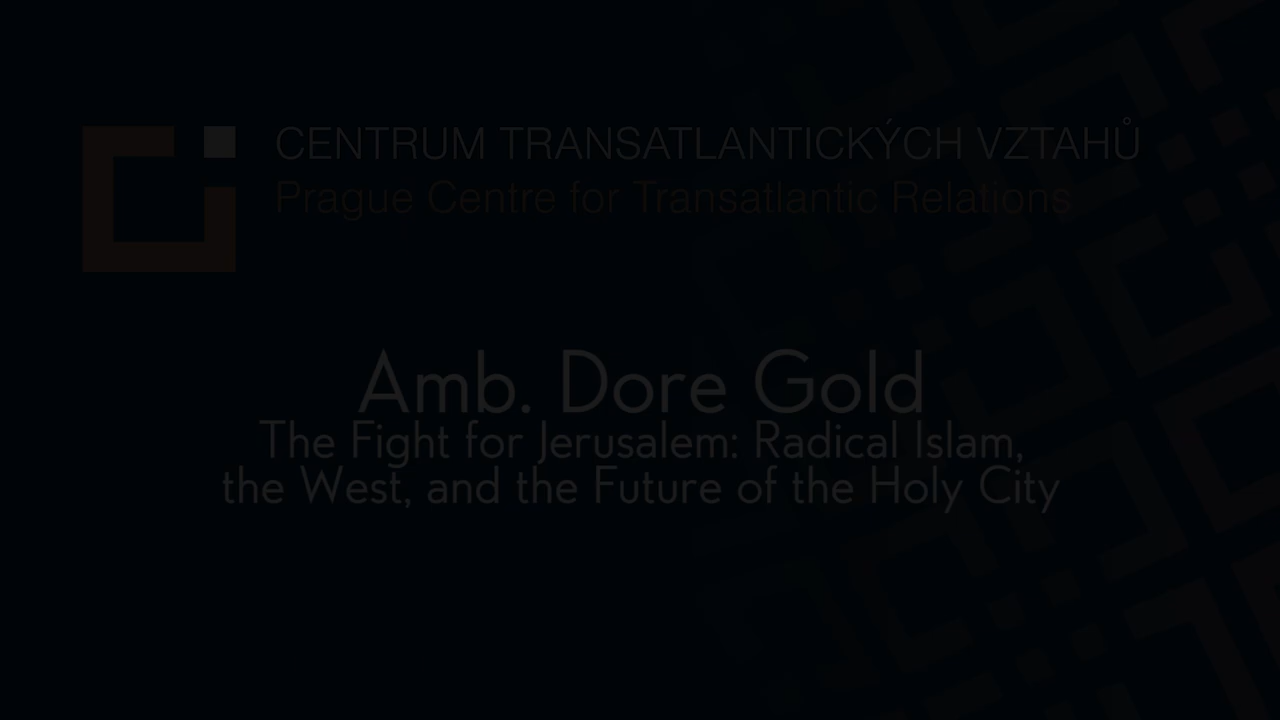 CENTRUM TRANSATLANTICKÝCH VZTAHŮ
Prague Centre for Transatlantic Relations
Amb. Dore Gold
The Fight for Jerusalem: Radical Islam,
the West, and the Future of the Holy City